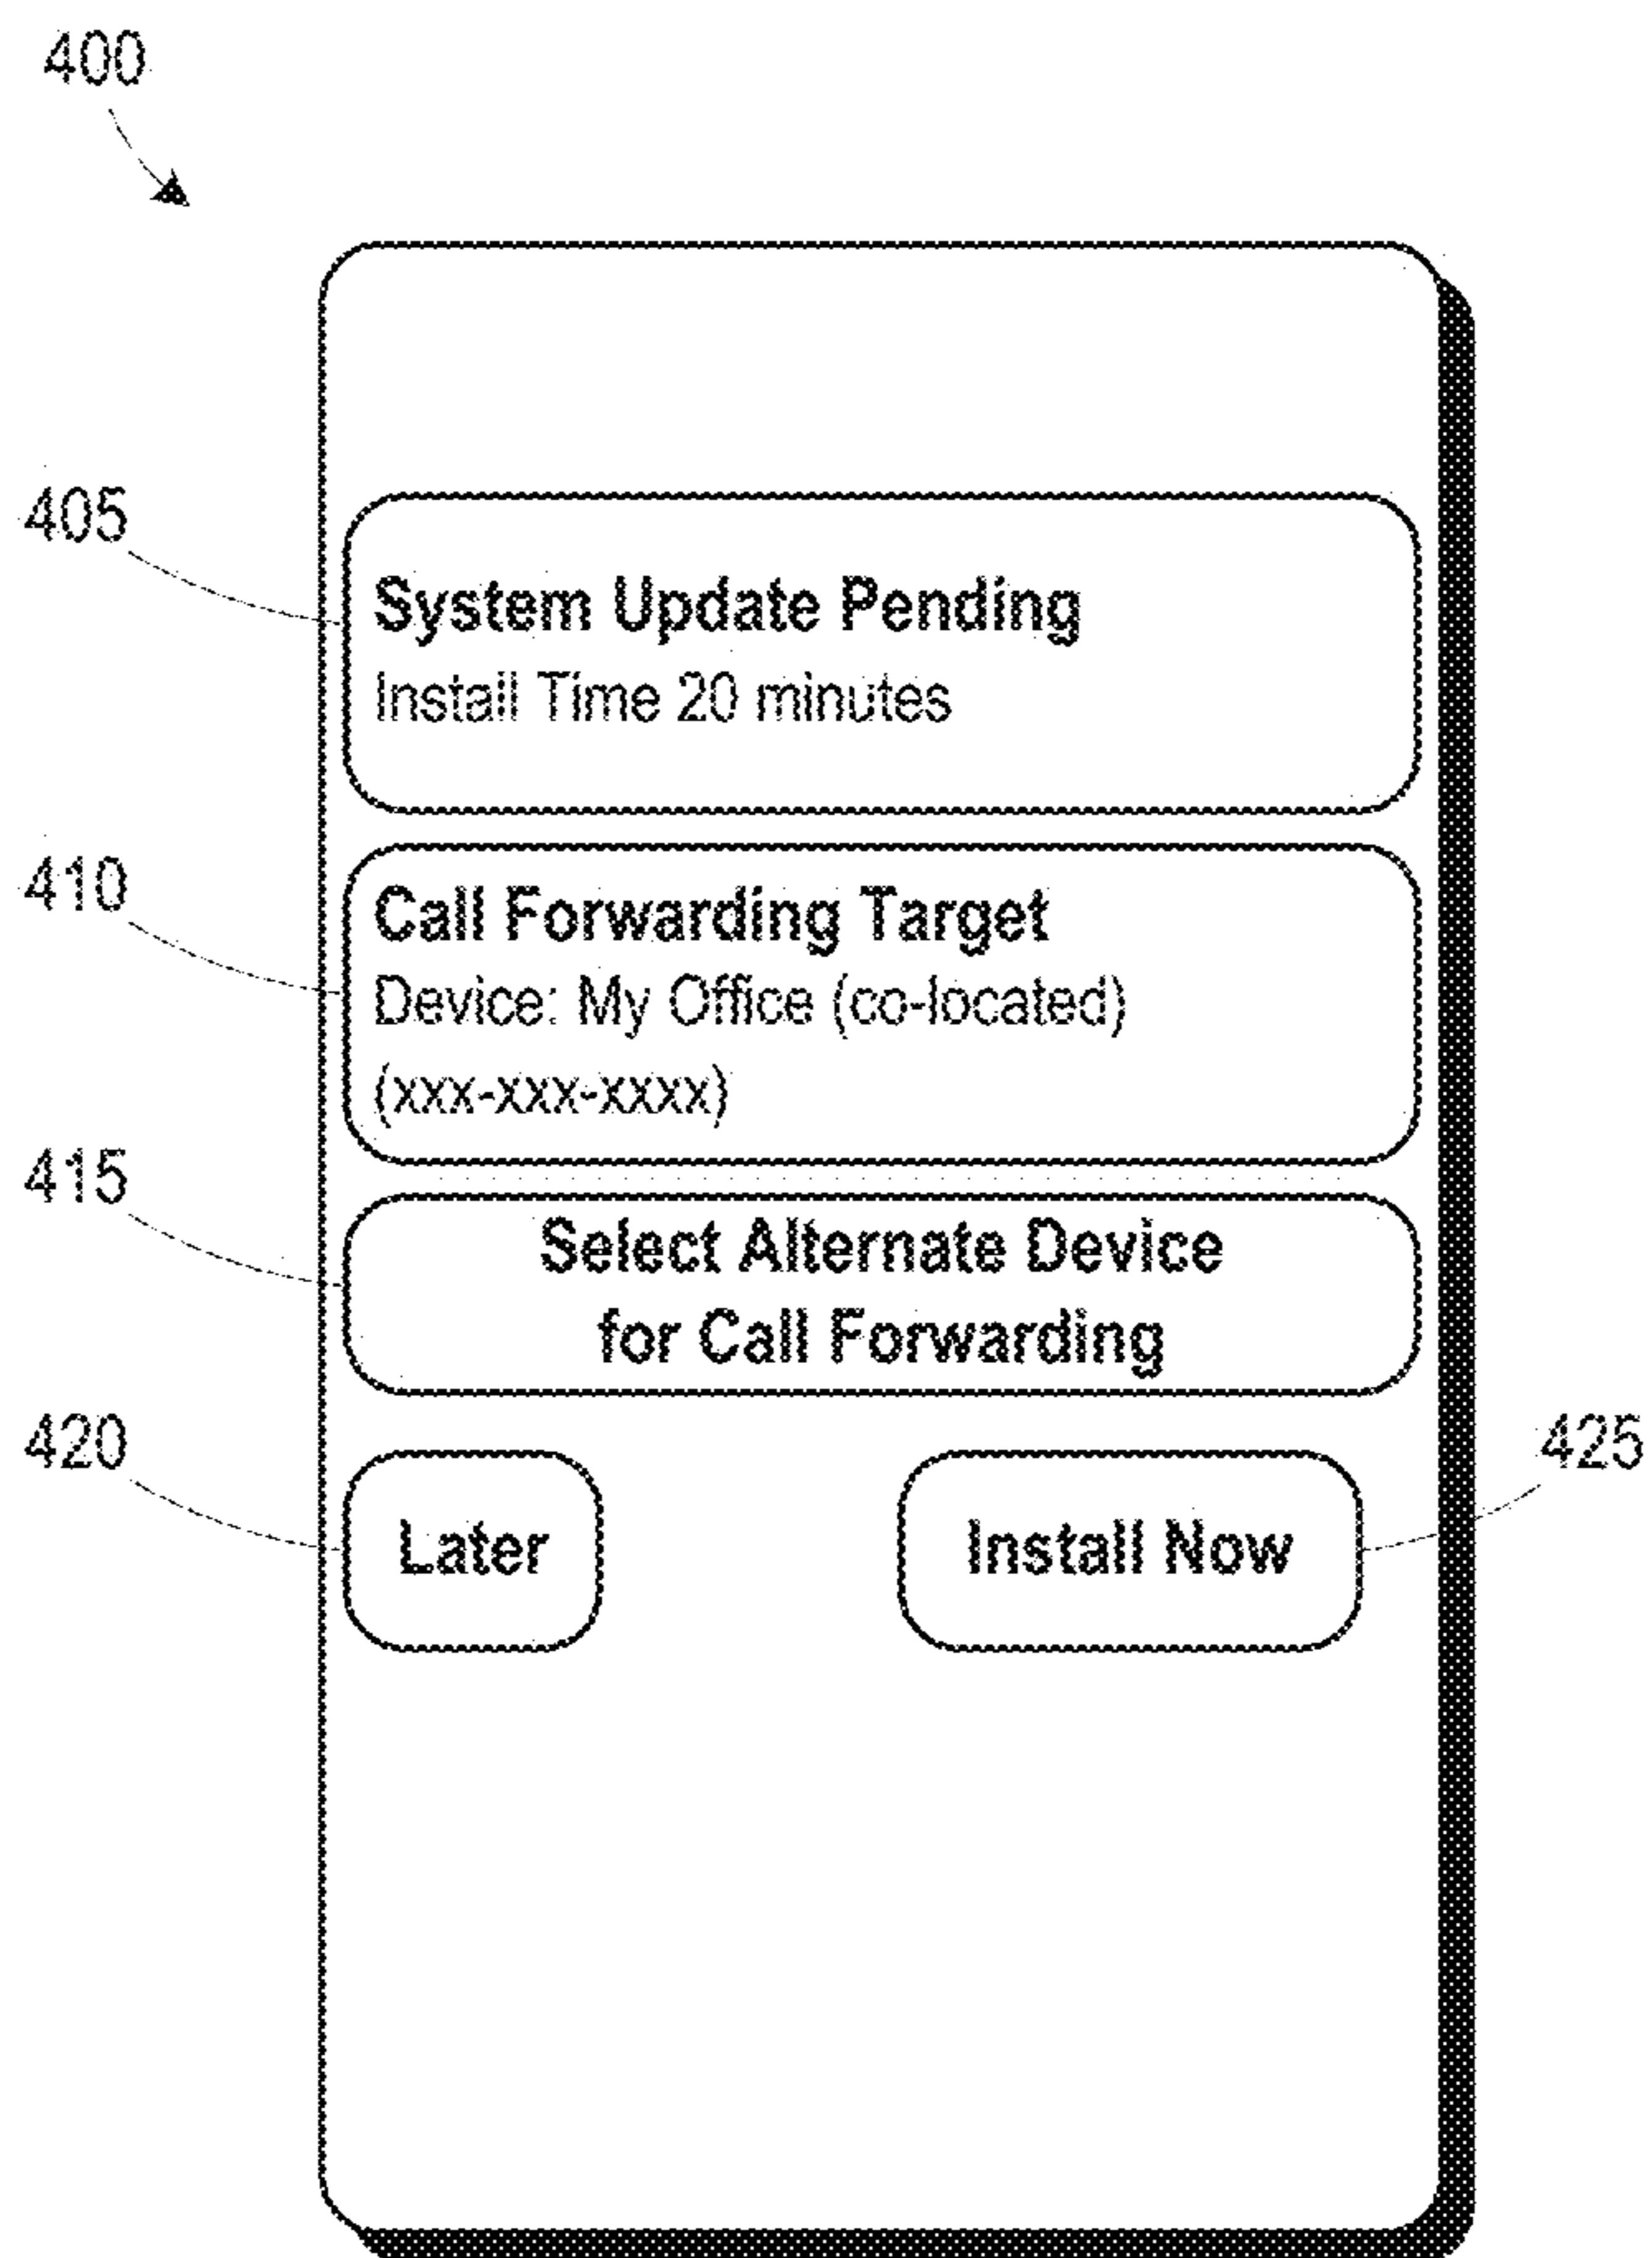 400
405
System Update Pending
Install Time 20 minutes
410
Call Forwarding Target
Device: My Office (co-located)
(xxx-xxx-xxxx)
415
Select Alternate Device
for Call Forwarding
420
Later
Install Now
425